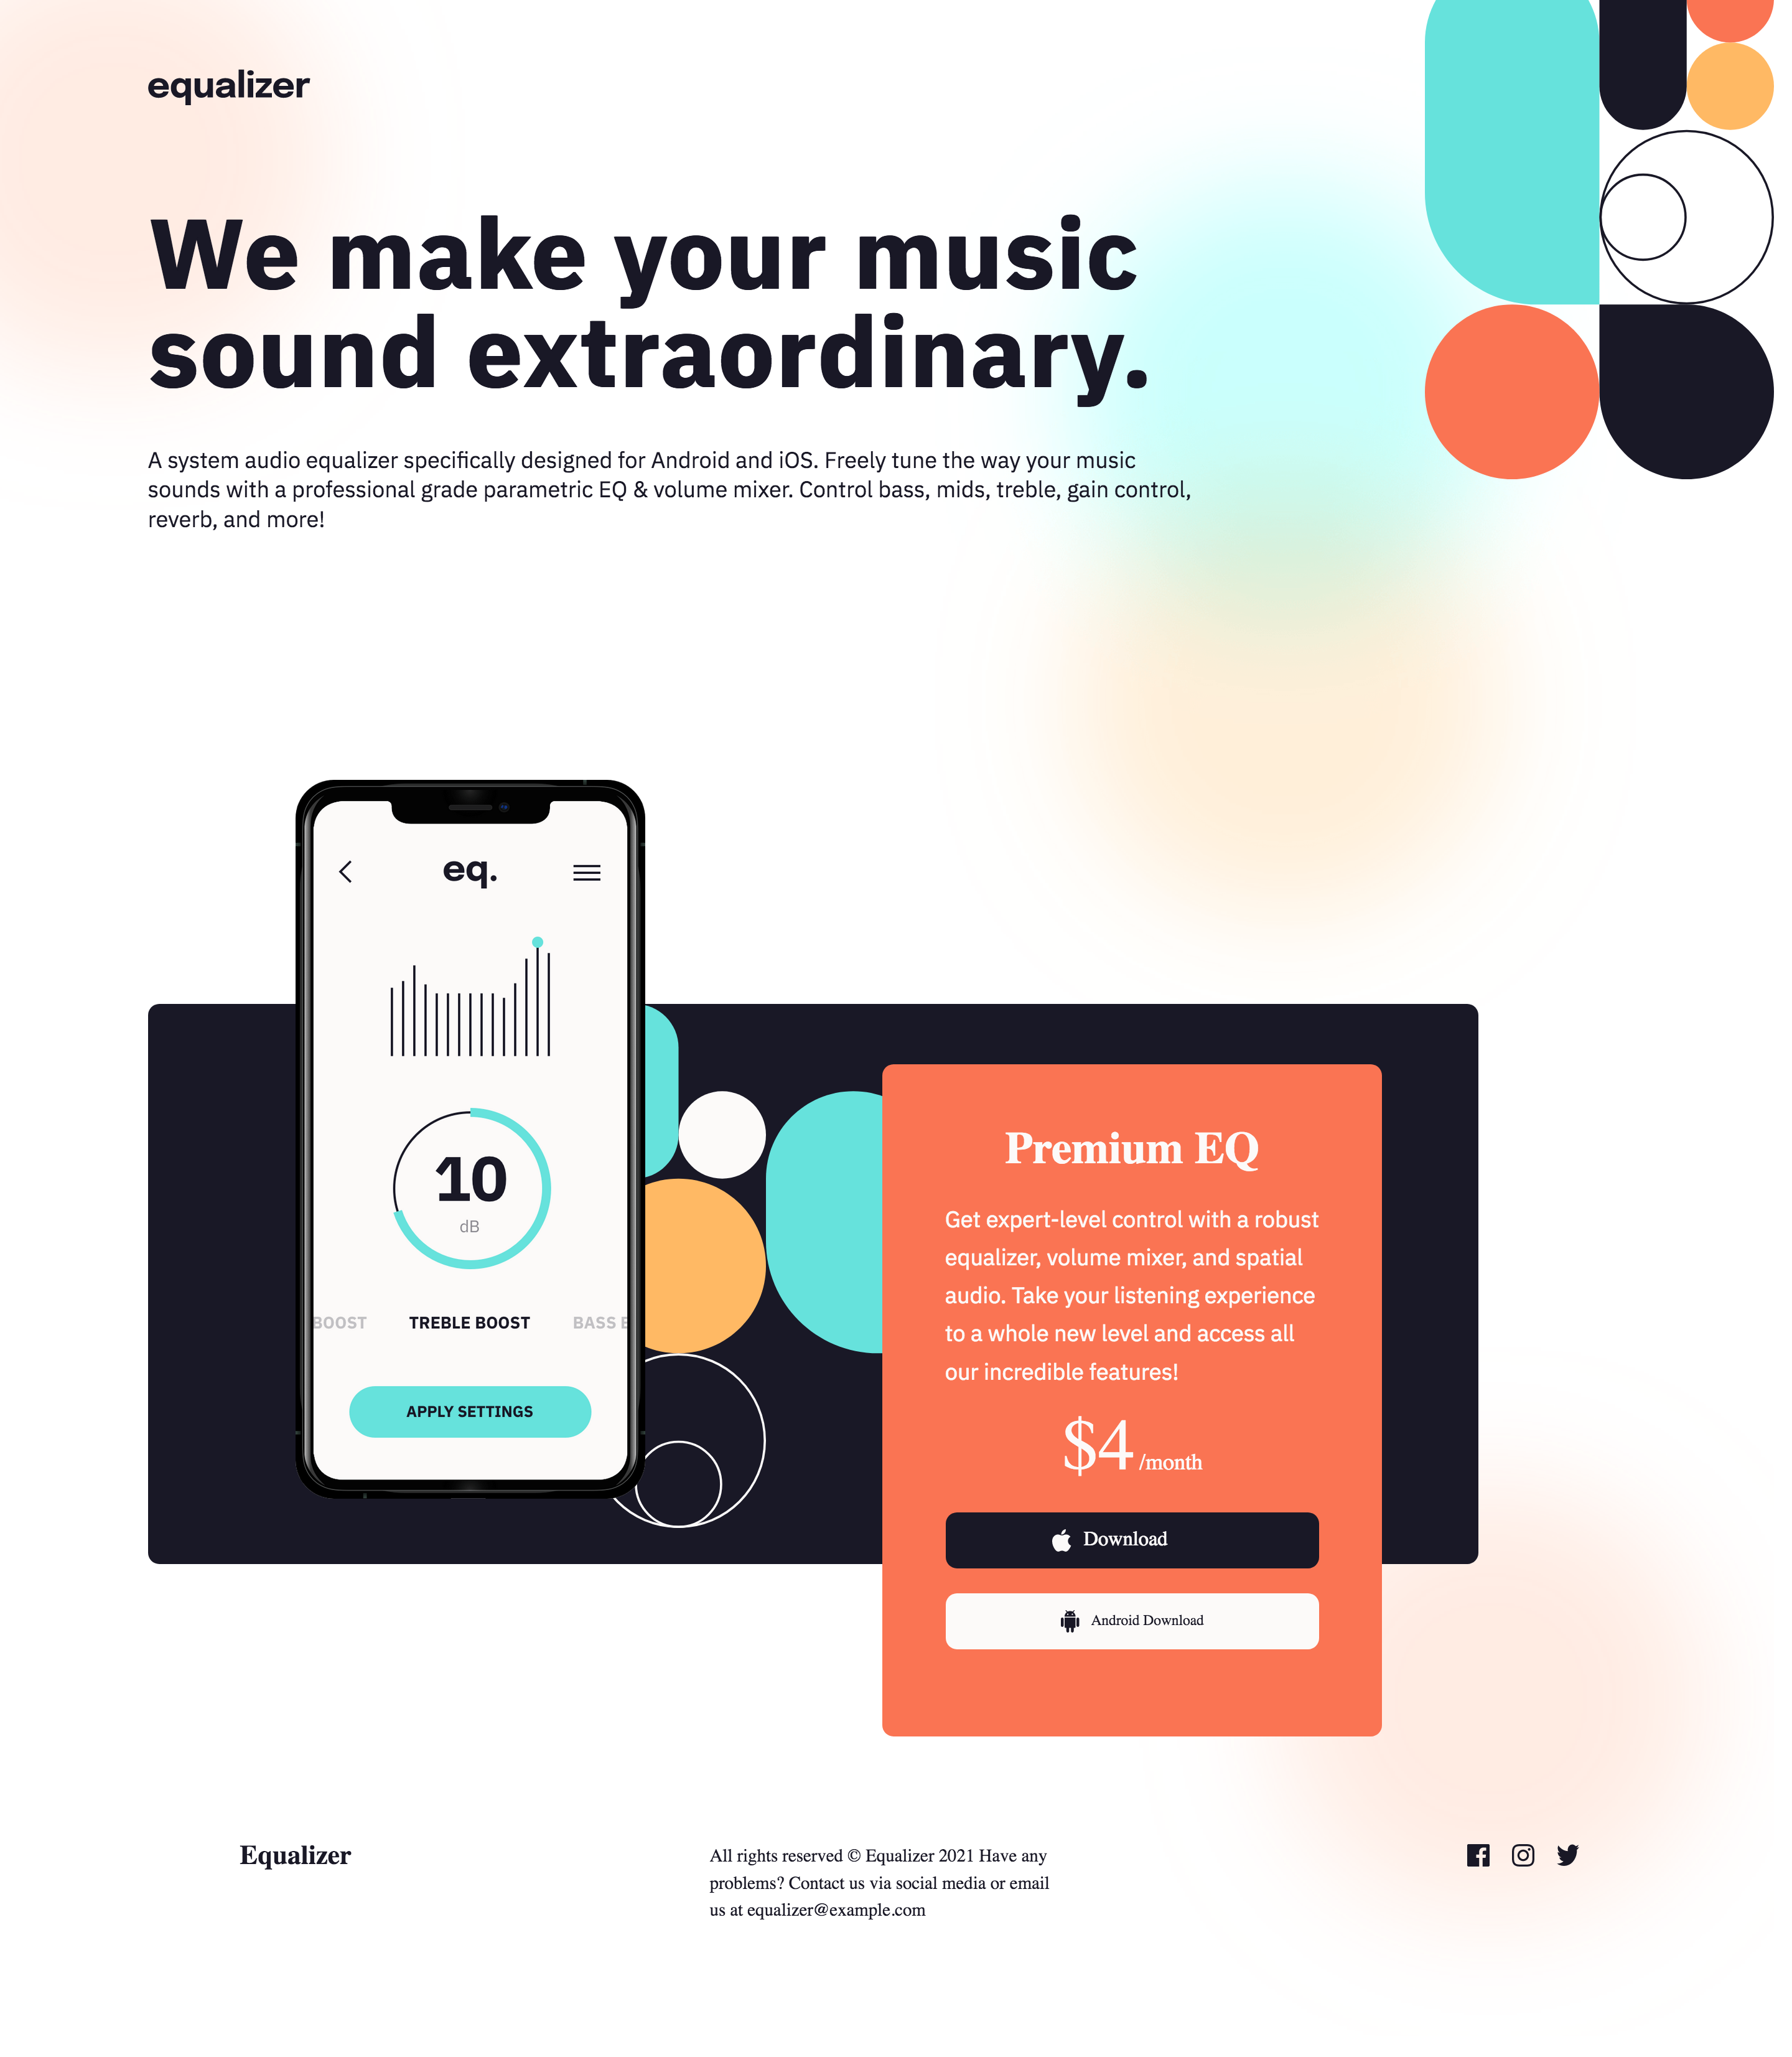 equalizer
We make your music
sound extraordinary.
A system audio equalizer specifically designed for Android and iOS. Freely tune the way your music
sounds with a professional grade parametric EQ & volume mixer. Control bass, mids, treble, gain control,
reverb, and more!
eq.
10
dB
BOOST TREBLE BOOST BASS
APPLY SETTINGS
Premium EQ
Get expert-level control with a robust
equalizer, volume mixer, and spatial
audio. Take your listening experience
to a whole new level and access all
our incredible features!
$4 /month
Download
Android Download
Equalizer
All rights reserved © Equalizer 2021 Have any
problems? Contact us via social media or email
us at equalizer@example.com